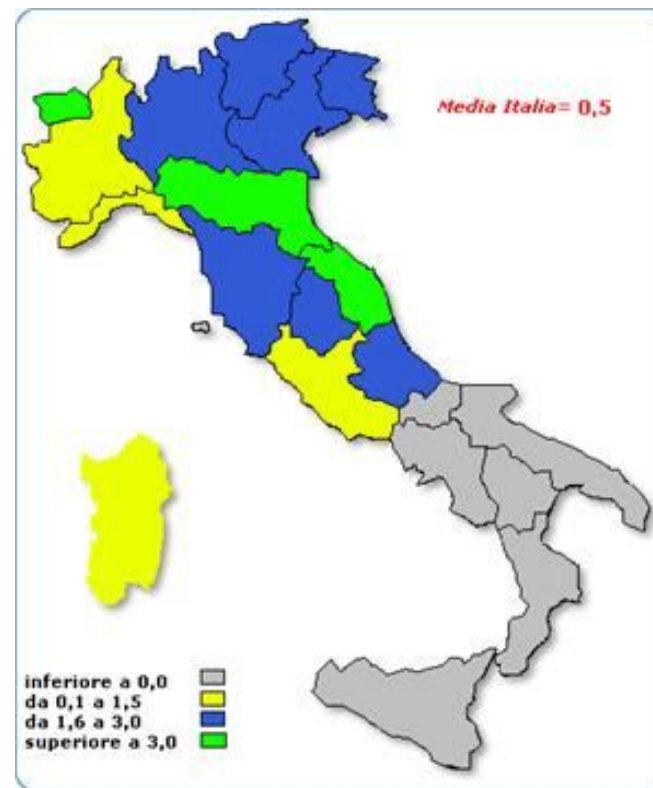 Media Italia= 0,5
inferiore a 0,0
da 0,1 a 1,5
da 1,6 a 3,0
superiore a 3,0